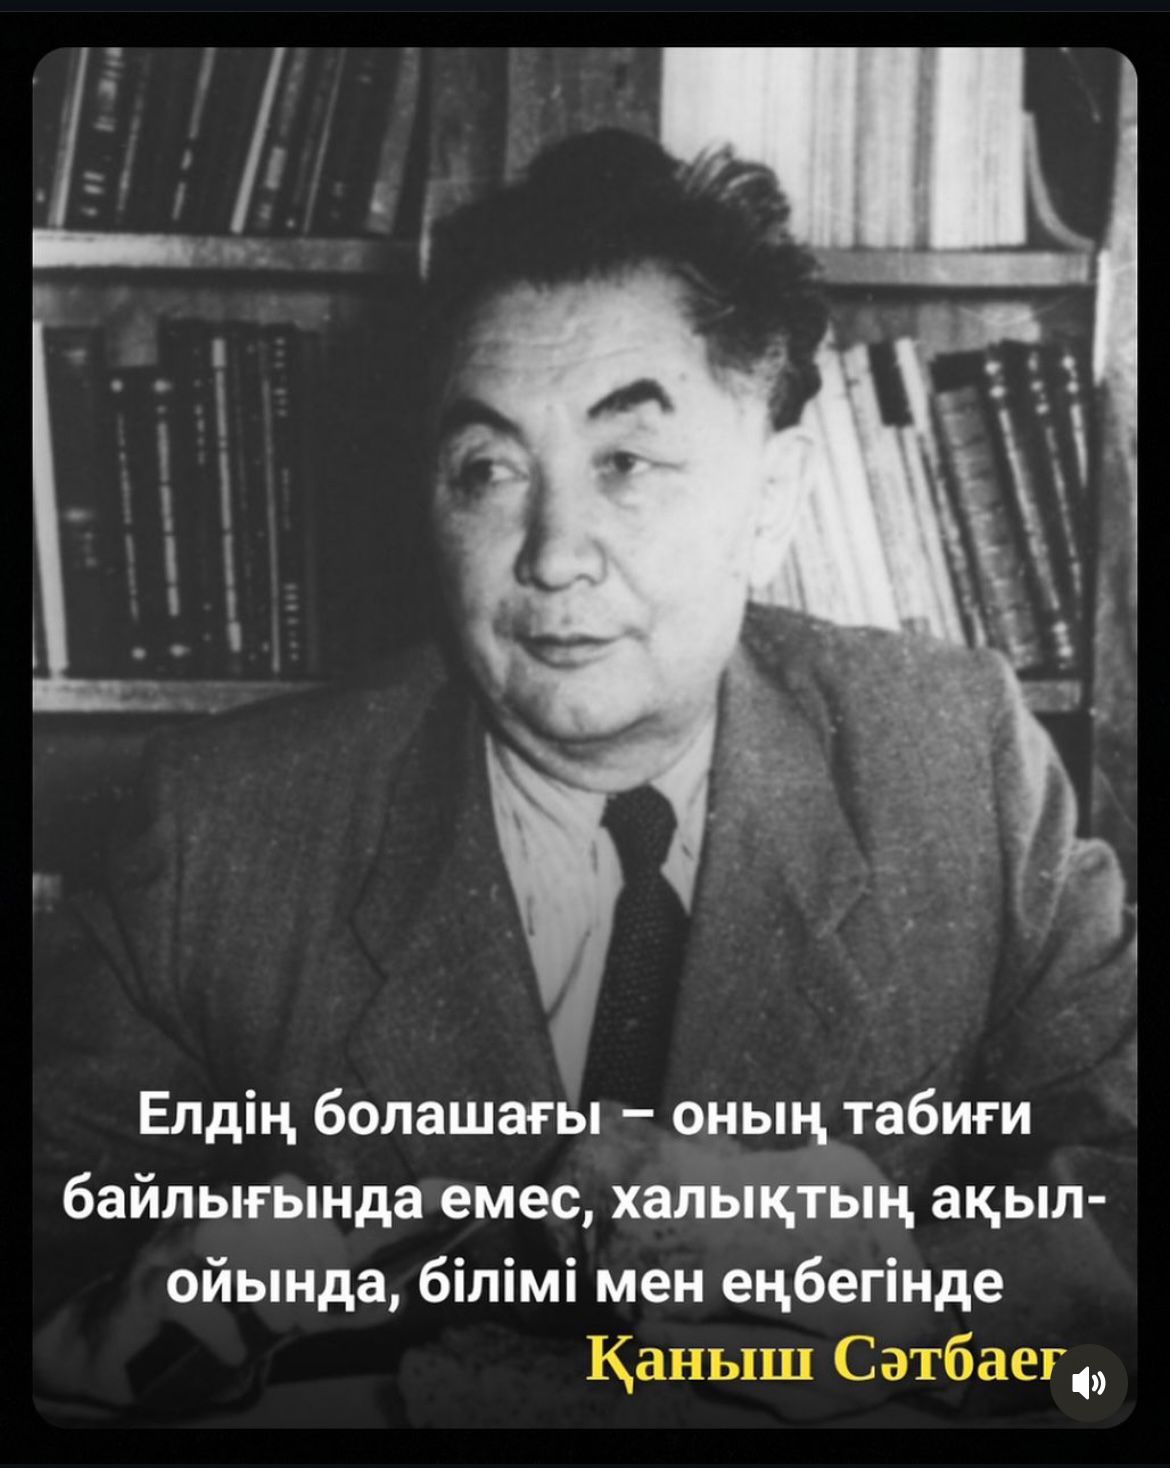 Елдің болашағы – оның табиғи
байлығында емес, халықтың ақыл-
ойында, білімі мен еңбегінде
Қаныш Сәтбаев